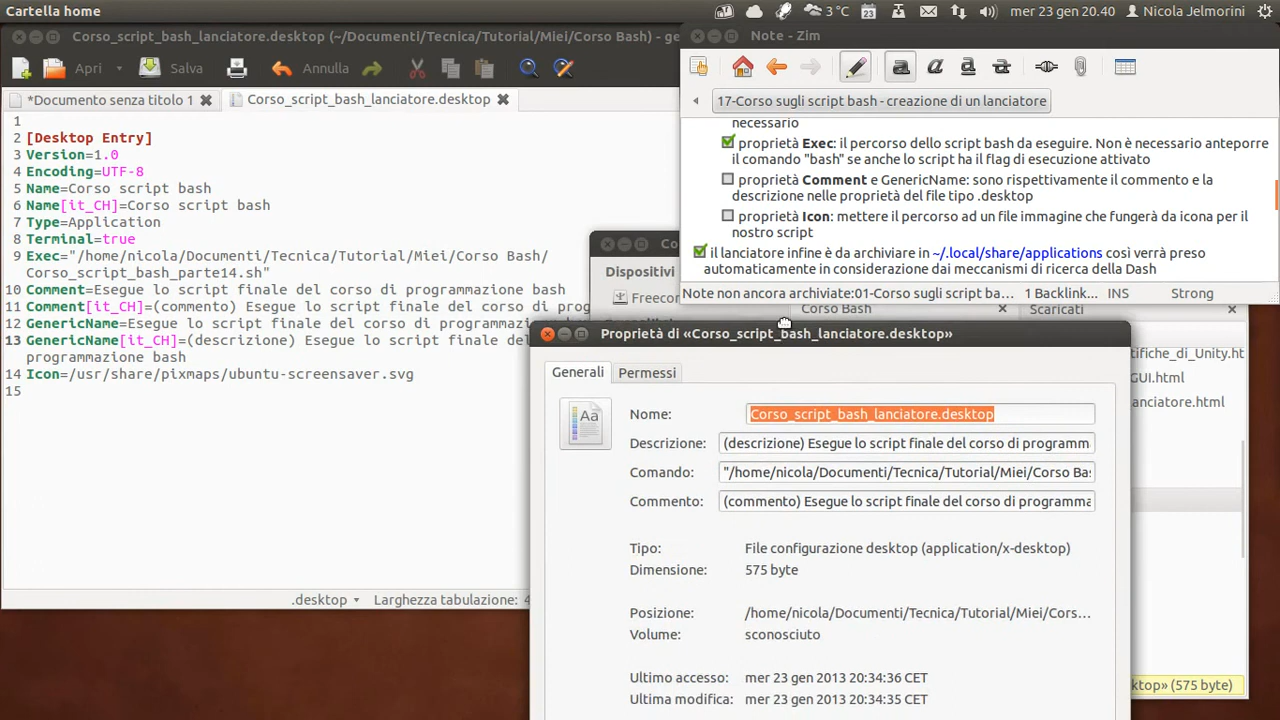 Cartella home
3 °C
mer 23 gen 20.40
Nicola Jelmorini
Corso_script_bash_lanciatore.desktop (~/Documenti/Tecnica/Tutorial/Miei/Corso Bash) - ge
Apri
Salva
Annulla
*Documento senza titolo 1
Corso_script_bash_lanciatore.desktop
1
2 [Desktop Entry]
3 Version=1.0
4 Encoding=UTF-8
5 Name=Corso script bash
6 Name[it_CH]=Corso script bash
7 Type=Application
8 Terminal=true
9 Exec="/home/nicola/Documenti/Tecnica/Tutorial/Miei/Corso Bash/
Corso_script_bash_parte14.sh"
10 Comment=Esegue lo script finale del corso di programmazione bash
11 Comment[it_CH]=(commento) Esegue lo script finale del corso di prog
12 GenericName=Esegue lo script finale del corso di programmazion
13 GenericName[it_CH]=(descrizione) Esegue lo script finale del
programmazione bash
14 Icon=/usr/share/pixmaps/ubuntu-screensaver.svg
15
.desktop
Larghezza tabulazione: 4
Note - Zim
17-Corso sugli script bash - creazione di un lanciatore
necessario
proprietà Exec: il percorso dello script bash da eseguire. Non è necessario anteporre
il comando "bash" se anche lo script ha il flag di esecuzione attivato
proprietà Comment e GenericName: sono rispettivamente il commento e la
descrizione nelle proprietà del file tipo .desktop
proprietà Icon: mettere il percorso ad un file immagine che fungerà da icona per il
nostro script
il lanciatore infine è da archiviare in ~/.local/share/applications così verrà preso
automaticamente in considerazione dai meccanismi di ricerca della Dash
Note non ancora archiviate:01-Corso sugli script ba...
1 Backlink...
INS
Strong
Co
Dispositivi
Freecom
Corso Bash
Scaricati
tifiche_di_Unity.ht
GUI.html
anciatore.html
ktop» (575 byte)
Proprietà di «Corso_script_bash_lanciatore.desktop»
Generali
Permessi
Aa
Nome:
Corso_script_bash_lanciatore.desktop
Descrizione:
(descrizione) Esegue lo script finale del corso di programm
Comando:
"/home/nicola/Documenti/Tecnica/Tutorial/Miei/Corso Bas
Commento:
(commento) Esegue lo script finale del corso di programma
Tipo:
File configurazione desktop (application/x-desktop)
Dimensione:
575 byte
Posizione:
/home/nicola/Documenti/Tecnica/Tutorial/Miei/Cors...
Volume:
sconosciuto
Ultimo accesso:
mer 23 gen 2013 20:34:36 CET
Ultima modifica:
mer 23 gen 2013 20:34:35 CET